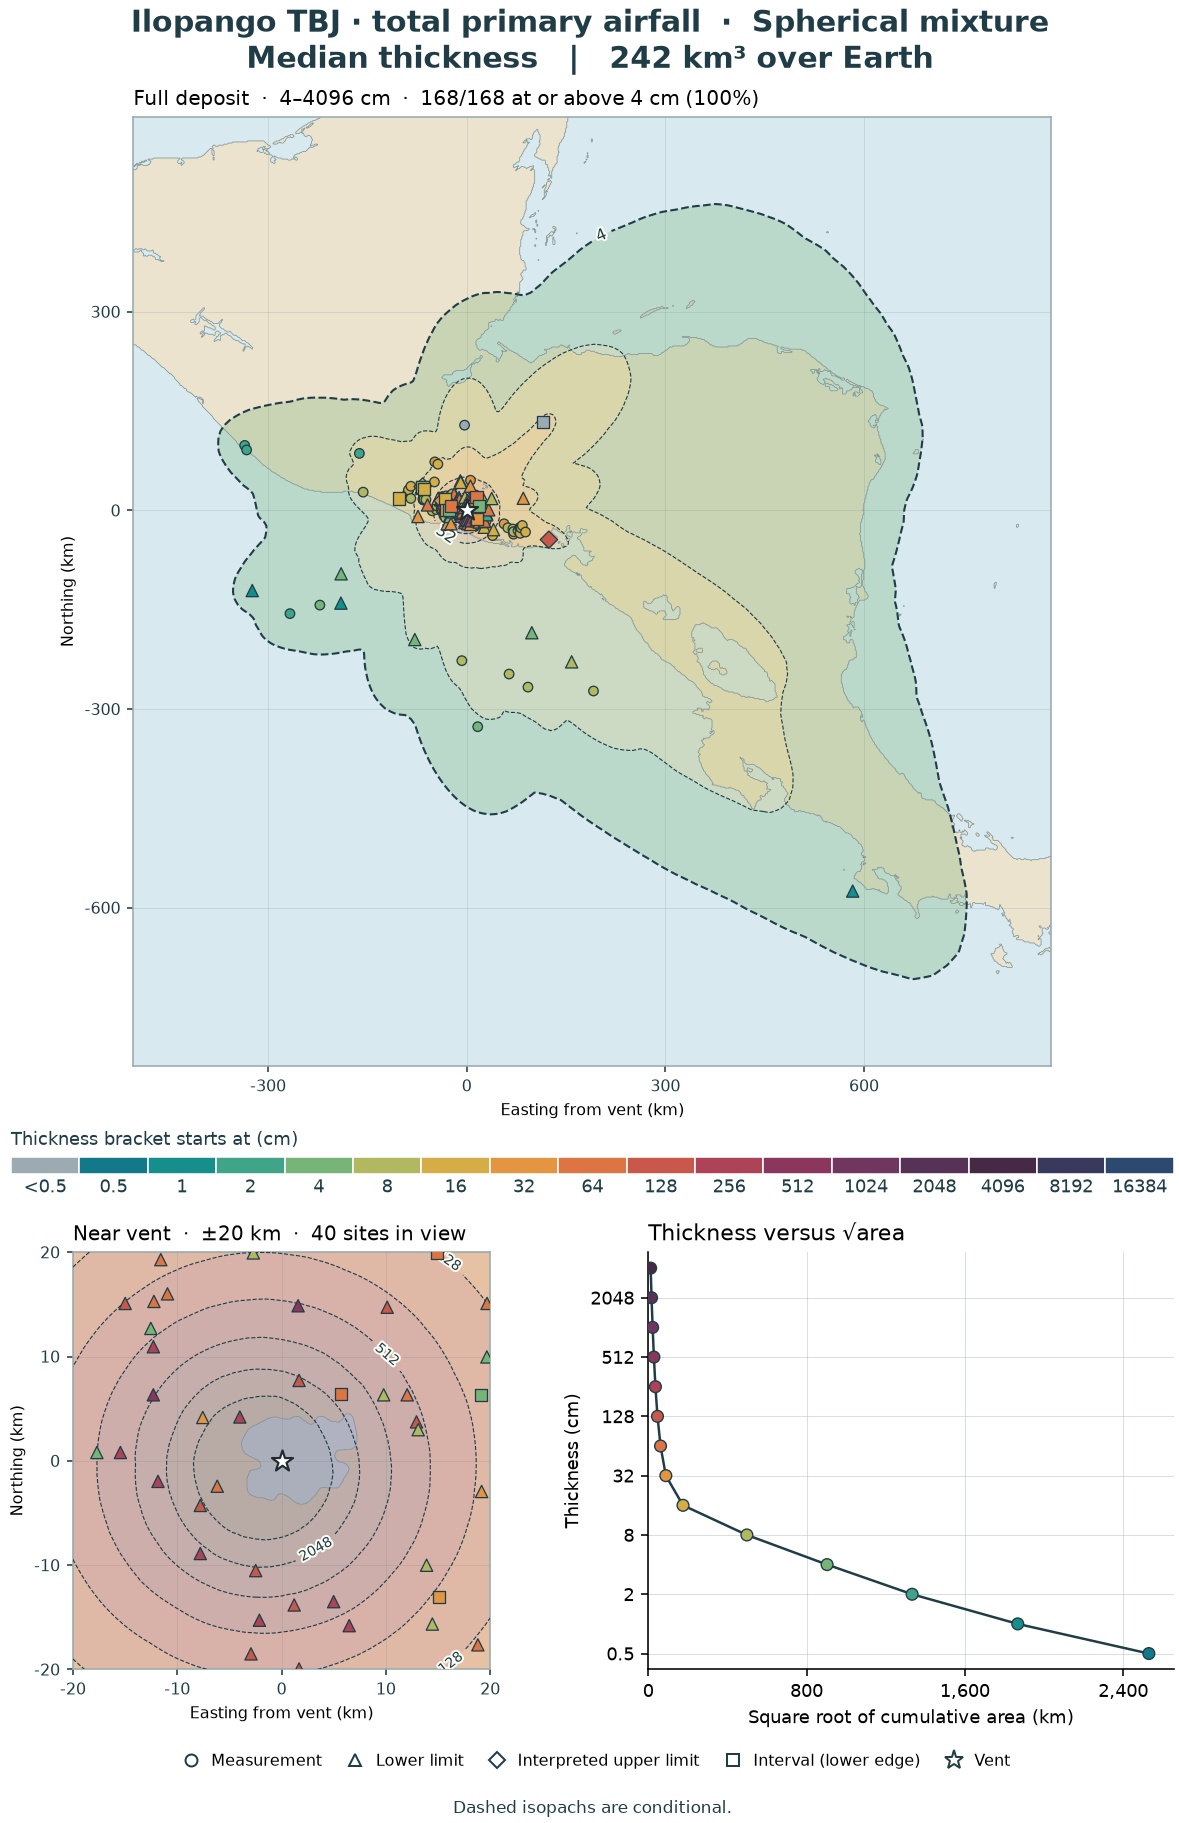 Ilopango TBJ · total primary airfall · Spherical mixture
Median thickness | 242 km³ over Earth
Full deposit · 4–4096 cm · 168/168 at or above 4 cm (100%)
4
300
0
32
-300
-600
Northing (km)
-300 0 300 600
Easting from vent (km)
Thickness bracket starts at (cm)
<0.5 0.5 1 2 4 8 16 32 64 128 256 512 1024 2048 4096 8192 16384
Near vent · ±20 km · 40 sites in view
20
10
0
-10
-20
Northing (km)
512
2048
128
-20 -10 0 10 20
Easting from vent (km)
Thickness versus √area
2048
512
128
32
8
2
0.5
Thickness (cm)
0 800 1,600 2,400
Square root of cumulative area (km)
Measurement Lower limit Interpreted upper limit Interval (lower edge) Vent
Dashed isopachs are conditional.